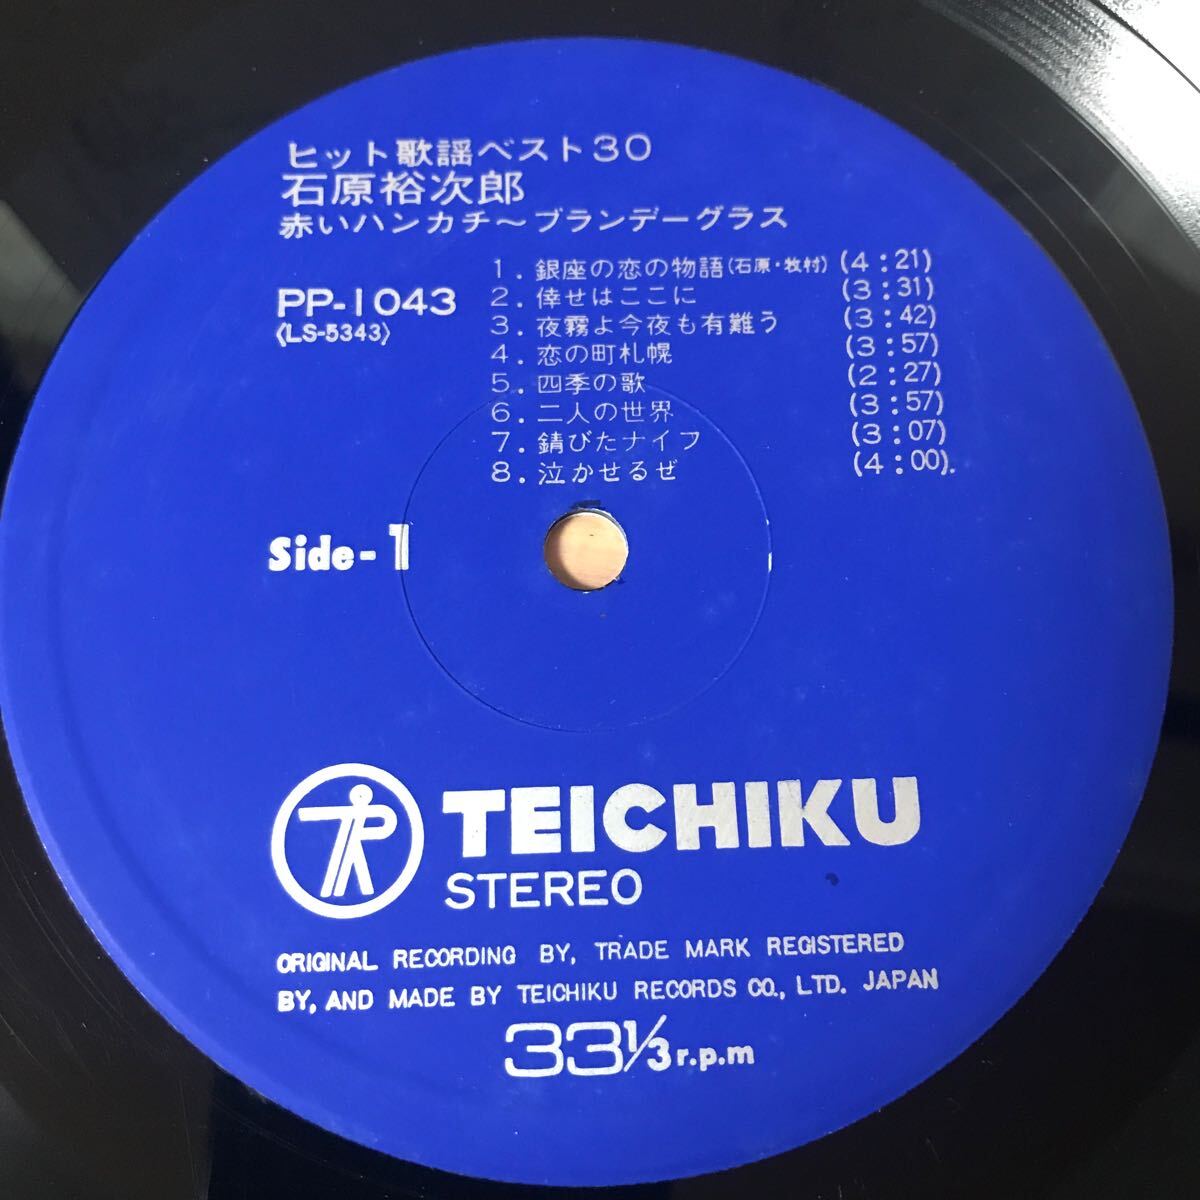 ヒット歌謡ベスト30
石原裕次郎
赤いハンカチ～ブランデーグラス
PP-1043
〈LS-5343〉
1. 銀座の恋の物語(石原・牧村) (4:21)
2. 倖せはここに (3:31)
3. 夜霧よ今夜も有難う (3:42)
4. 恋の町札幌 (3:57)
5. 四季の歌 (2:27)
6. 二人の世界 (3:57)
7. 錆びたナイフ (3:07)
8. 泣かせるぜ (4:00).
Side-1
TEICHIKU
STEREO
ORIGINAL RECORDING BY, TRADE MARK REGISTERED
BY, AND MADE BY TEICHIKU RECORDS CO., LTD. JAPAN
33 1/3 r.p.m